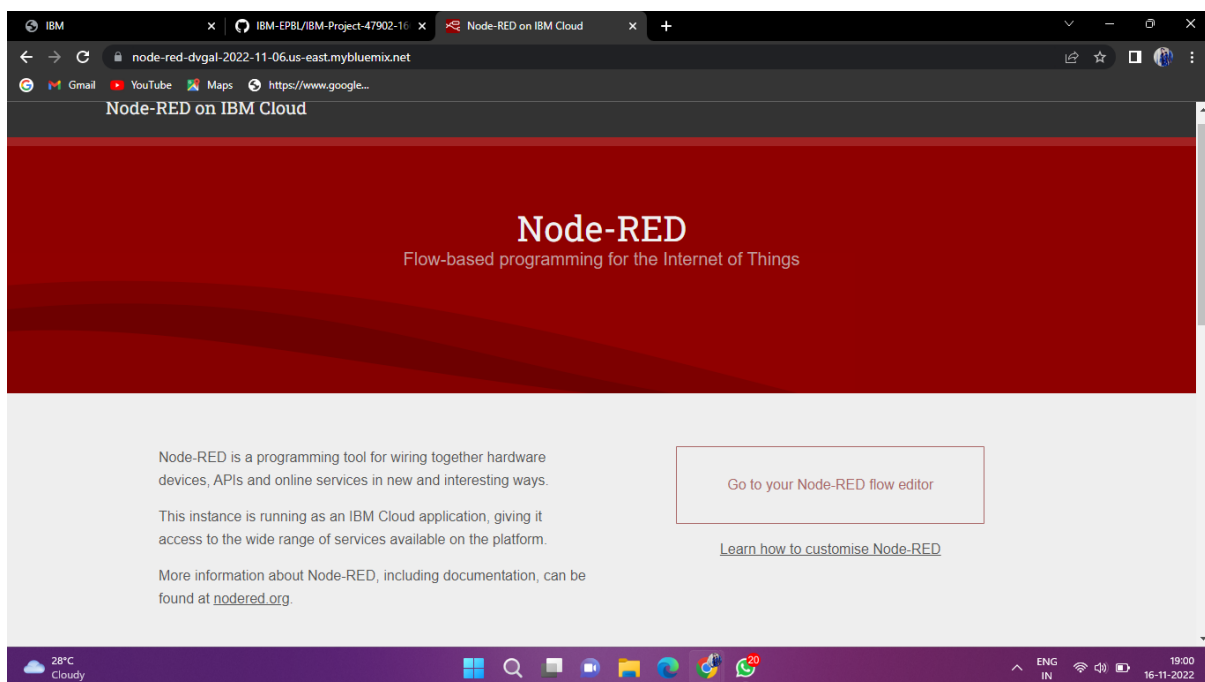 IBM
IBM-EPBL/IBM-Project-47902-16
Node-RED on IBM Cloud
node-red-dvgal-2022-11-06.us-east.mybluemix.net
Gmail YouTube Maps https://www.google...
Node-RED on IBM Cloud
Node-RED
Flow-based programming for the Internet of Things
Node-RED is a programming tool for wiring together hardware
devices, APIs and online services in new and interesting ways.
This instance is running as an IBM Cloud application, giving it
access to the wide range of services available on the platform.
More information about Node-RED, including documentation, can be
found at nodered.org.
Go to your Node-RED flow editor
Learn how to customise Node-RED
28°C
Cloudy
20
ENG
IN
19:00
16-11-2022